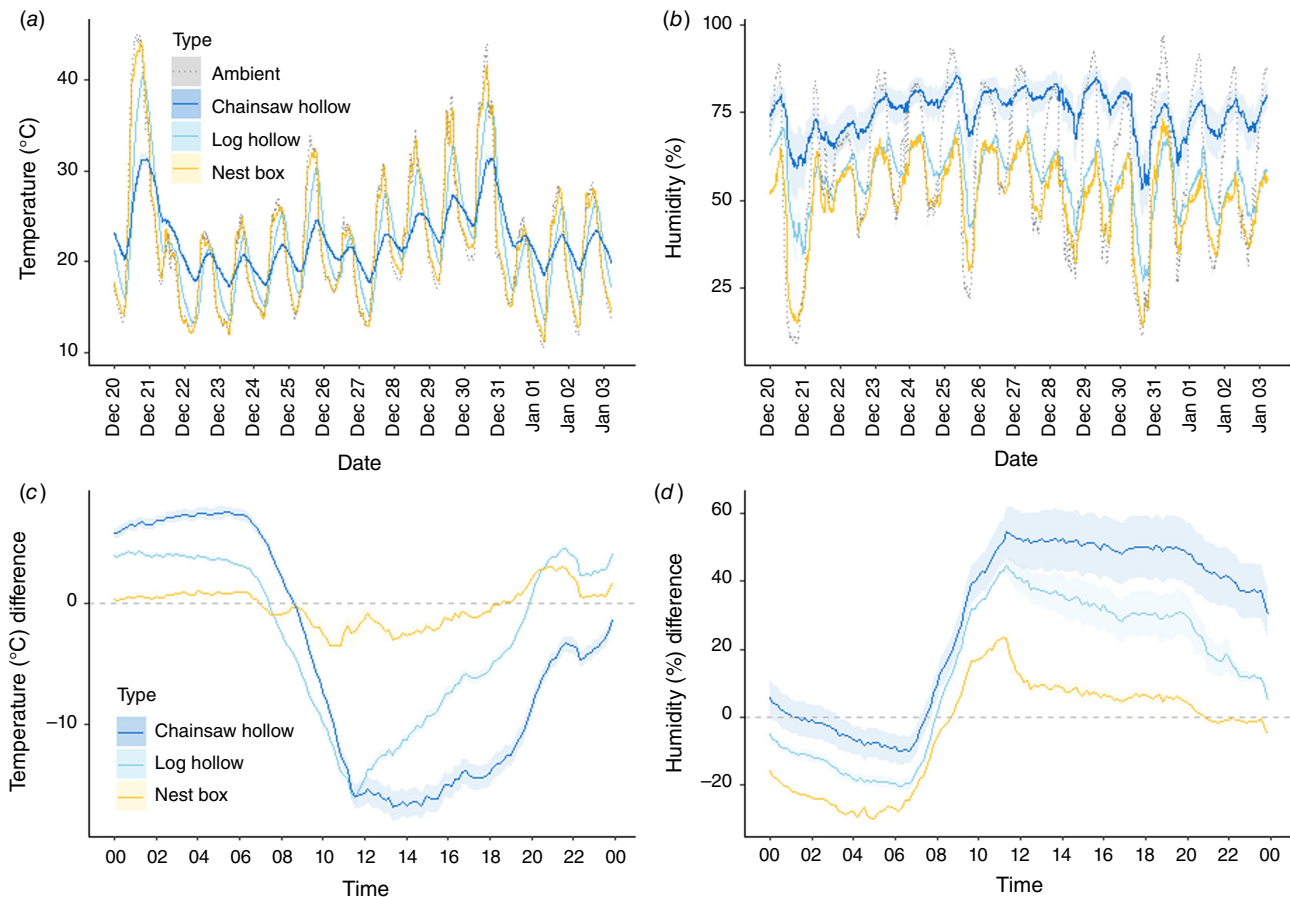 (a)
Type
Ambient
Chainsaw hollow
Log hollow
Nest box
Temperature (°C)
40
30
20
10
Dec 20
Dec 21
Dec 22
Dec 23
Dec 24
Dec 25
Dec 26
Dec 27
Dec 28
Dec 29
Dec 30
Dec 31
Jan 01
Jan 02
Jan 03
Date
(b)
Humidity (%)
100
75
50
25
Dec 20
Dec 21
Dec 22
Dec 23
Dec 24
Dec 25
Dec 26
Dec 27
Dec 28
Dec 29
Dec 30
Dec 31
Jan 01
Jan 02
Jan 03
Date
(c)
Temperature (°C) difference
0
−10
Type
Chainsaw hollow
Log hollow
Nest box
00 02 04 06 08 10 12 14 16 18 20 22 00
Time
(d)
Humidity (%) difference
60
40
20
0
−20
00 02 04 06 08 10 12 14 16 18 20 22 00
Time